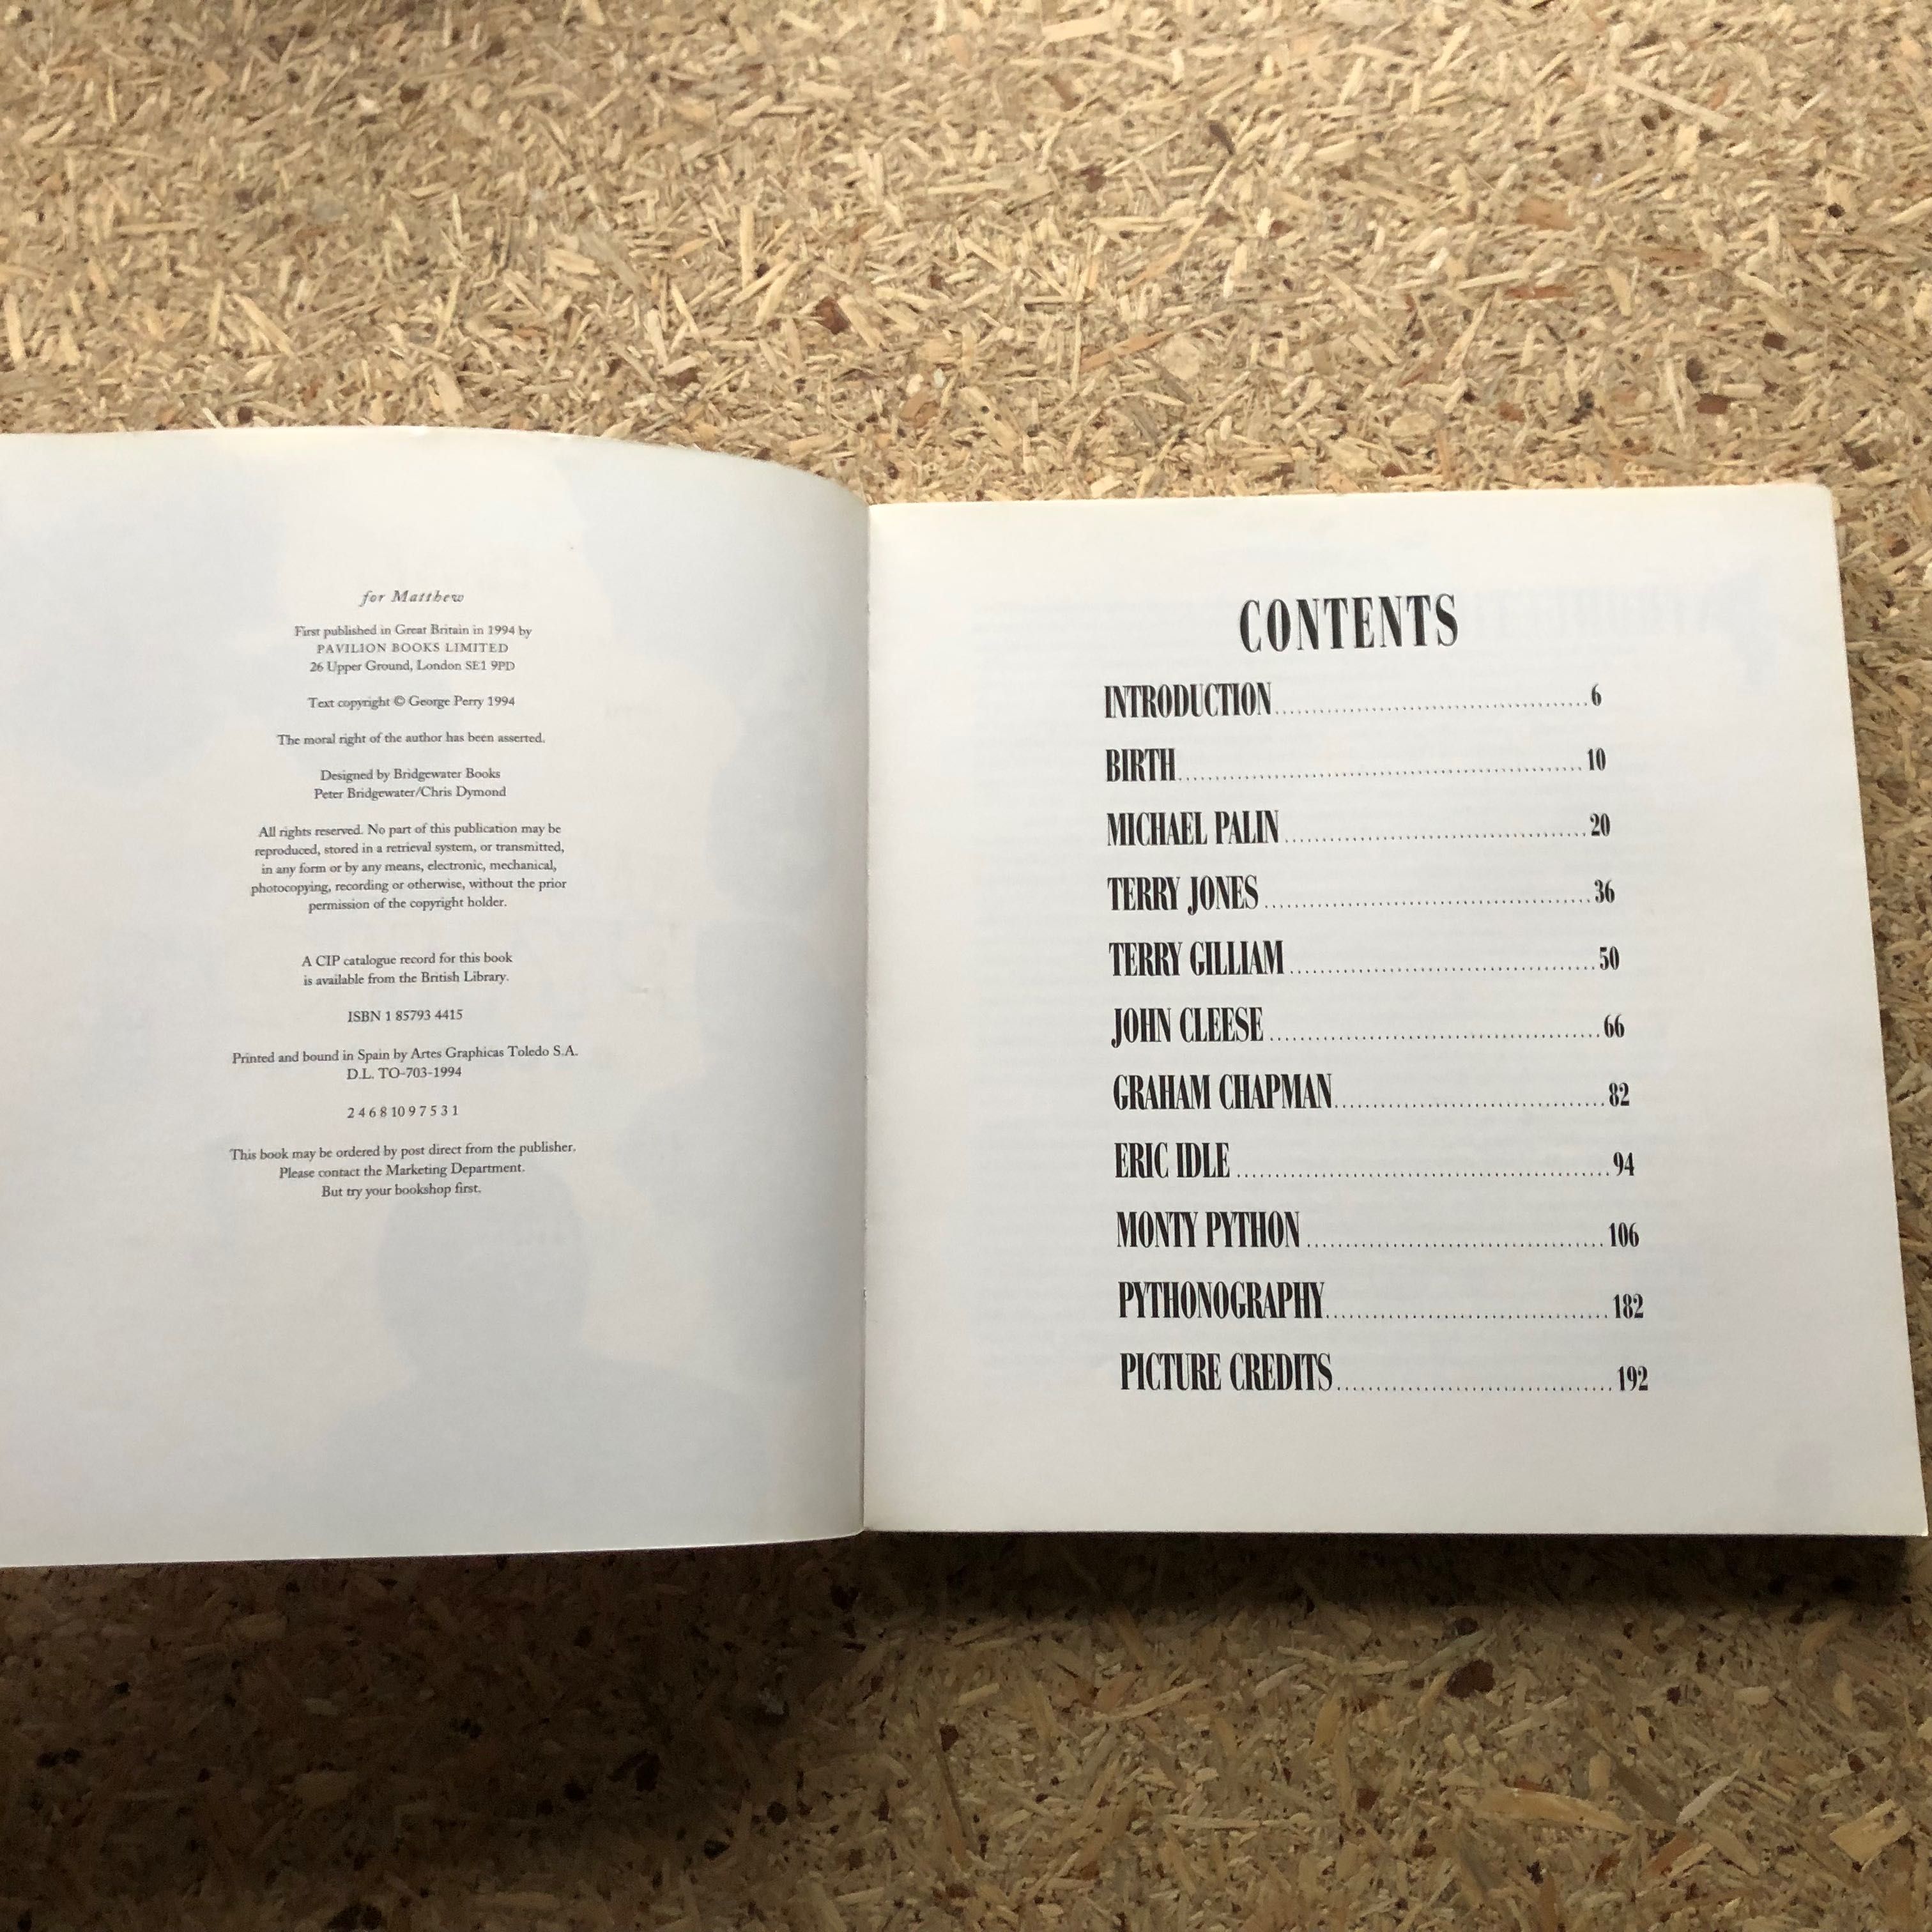 for Matthew
First published in Great Britain in 1994 by
PAVILION BOOKS LIMITED
26 Upper Ground, London SE1 9PD
Text copyright © George Perry 1994
The moral right of the author has been asserted.
Designed by Bridgewater Books
Peter Bridgewater/Chris Dymond
All rights reserved. No part of this publication may be
reproduced, stored in a retrieval system, or transmitted,
in any form or by any means, electronic, mechanical,
photocopying, recording or otherwise, without the prior
permission of the copyright holder.
A CIP catalogue record for this book
is available from the British Library.
ISBN 1 85793 4415
Printed and bound in Spain by Artes Graphicas Toledo S.A.
D.L. TO-703-1994
2 4 6 8 10 9 7 5 3 1
This book may be ordered by post direct from the publisher.
Please contact the Marketing Department.
But try your bookshop first.
CONTENTS
INTRODUCTION........................................6
BIRTH........................................10
MICHAEL PALIN........................................20
TERRY JONES........................................36
TERRY GILLIAM........................................50
JOHN CLEESE........................................66
GRAHAM CHAPMAN........................................82
ERIC IDLE........................................94
MONTY PYTHON........................................106
PYTHONOGRAPHY........................................182
PICTURE CREDITS........................................192